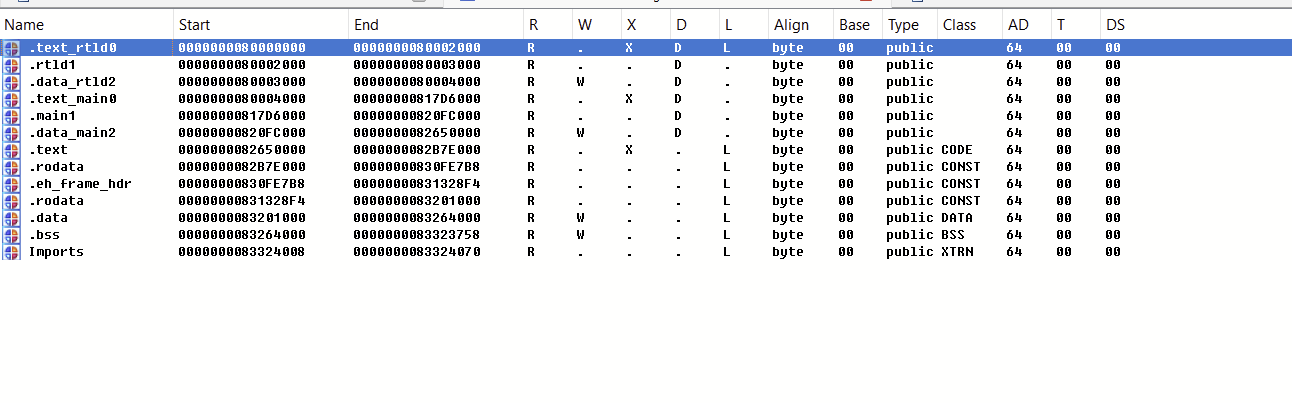 Name Start End R W X D L Align Base Type Class AD T DS
.text_rtld0 0000000080000000 0000000080002000 R . X D L byte 00 public 64 00 00
.rtld1 0000000080002000 0000000080003000 R . . D . byte 00 public 64 00 00
.data_rtld2 0000000080003000 0000000080004000 R W . D . byte 00 public 64 00 00
.text_main0 0000000080004000 00000000817D6000 R . X D . byte 00 public 64 00 00
.main1 00000000817D6000 00000000820FC000 R . . D . byte 00 public 64 00 00
.data_main2 00000000820FC000 0000000082650000 R W . D . byte 00 public 64 00 00
.text 0000000082650000 0000000082B7E000 R . X . L byte 00 public CODE 64 00 00
.rodata 0000000082B7E000 00000000830FE7B8 R . . . L byte 00 public CONST 64 00 00
.eh_frame_hdr 00000000830FE7B8 00000000831328F4 R . . . L byte 00 public CONST 64 00 00
.rodata 00000000831328F4 0000000083201000 R . . . L byte 00 public CONST 64 00 00
.data 0000000083201000 0000000083264000 R W . . L byte 00 public DATA 64 00 00
.bss 0000000083264000 0000000083323758 R W . . L byte 00 public BSS 64 00 00
Imports 0000000083324008 0000000083324070 R . . . L byte 00 public XTRN 64 00 00